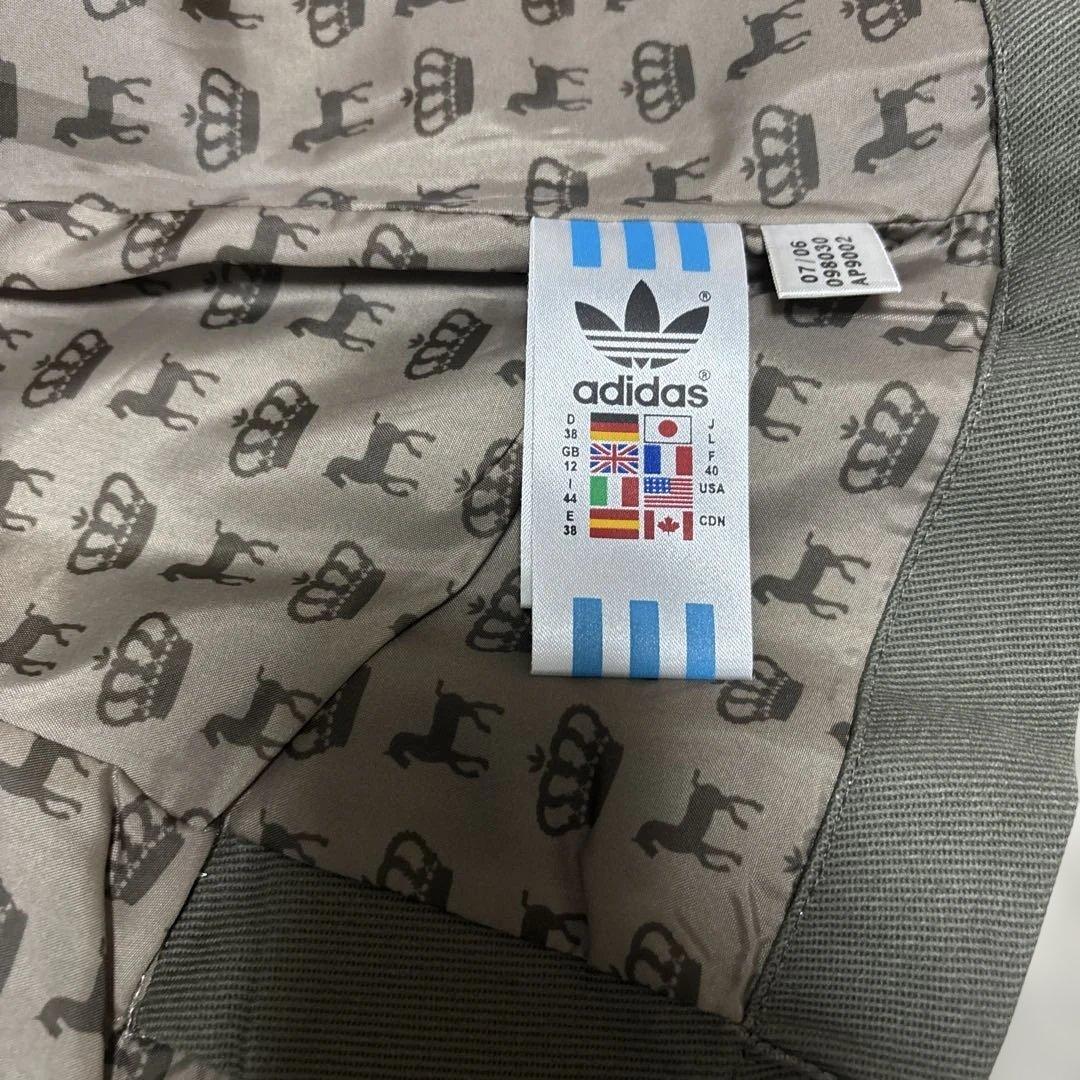 adidas®
®
D 38
J L
GB 12
F 40
I 44
USA
E 38
CDN
07/06
098030
AP9002